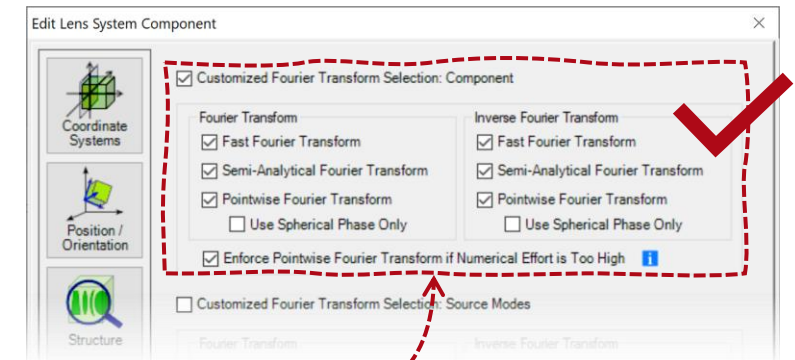 Edit Lens System Component
Customized Fourier Transform Selection: Component
Coordinate
Systems
Fourier Transform
Fast Fourier Transform
Semi-Analytical Fourier Transform
Pointwise Fourier Transform
Use Spherical Phase Only
Inverse Fourier Transform
Fast Fourier Transform
Semi-Analytical Fourier Transform
Pointwise Fourier Transform
Use Spherical Phase Only
Position /
Orientation
Enforce Pointwise Fourier Transform if Numerical Effort is Too High
Customized Fourier Transform Selection: Source Modes
Structure
Fourier Transform
Inverse Fourier Transform